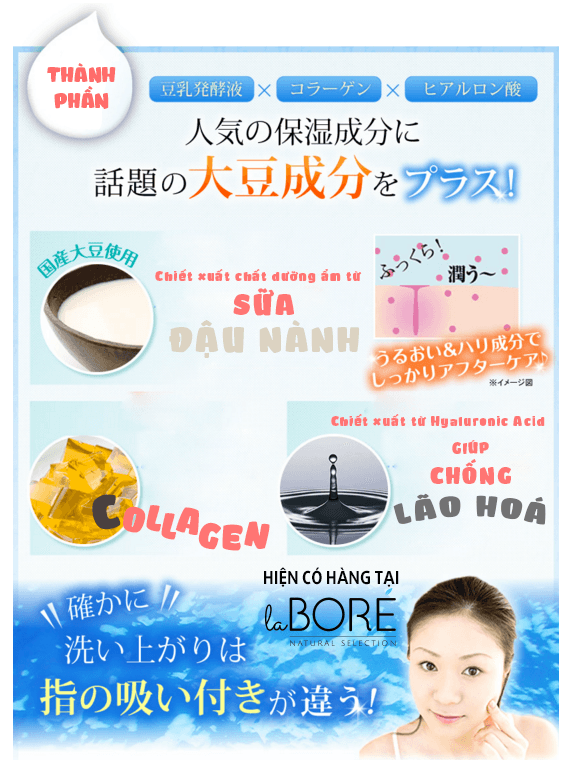 THÀNH
PHẦN
豆乳発酵液×コラーゲン×ヒアルロン酸
人気の保湿成分に
話題の大豆成分をプラス!
国産大豆使用
Chiết xuất chất dưỡng ẩm từ
SỮA
ĐẬU NÀNH
ふっくら!
潤う～
うるおい&ハリ成分で
しっかりアフターケア♪
※イメージ図
COLLAGEN
Chiết xuất từ Hyaluronic Acid
GIÚP
CHỐNG
LÃO HOÁ
HIỆN CÓ HÀNG TẠI
laBORE
NATURAL SELECTION
確かに
洗い上がりは
指の吸い付きが違う!